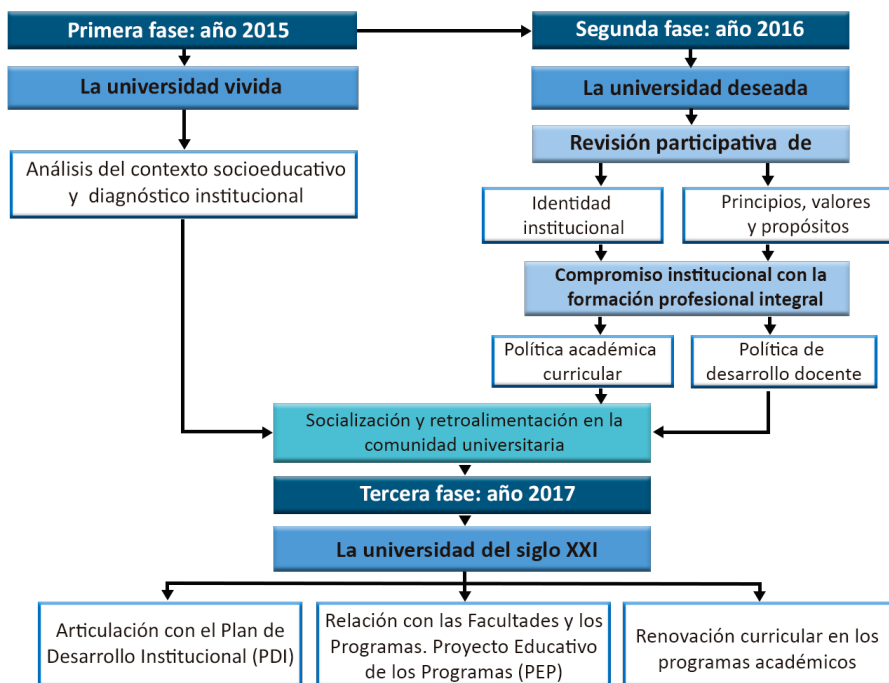 Primera fase: año 2015
Segunda fase: año 2016
La universidad vivida
La universidad deseada
Revisión participativa de
Análisis del contexto socioeducativo
y diagnóstico institucional
Identidad
institucional
Principios, valores
y propósitos
Compromiso institucional con la
formación profesional integral
Política académica
curricular
Política de
desarrollo docente
Socialización y retroalimentación en la
comunidad universitaria
Tercera fase: año 2017
La universidad del siglo XXI
Articulación con el Plan de
Desarrollo Institucional (PDI)
Relación con las Facultades y los
Programas. Proyecto Educativo
de los Programas (PEP)
Renovación curricular en los
programas académicos